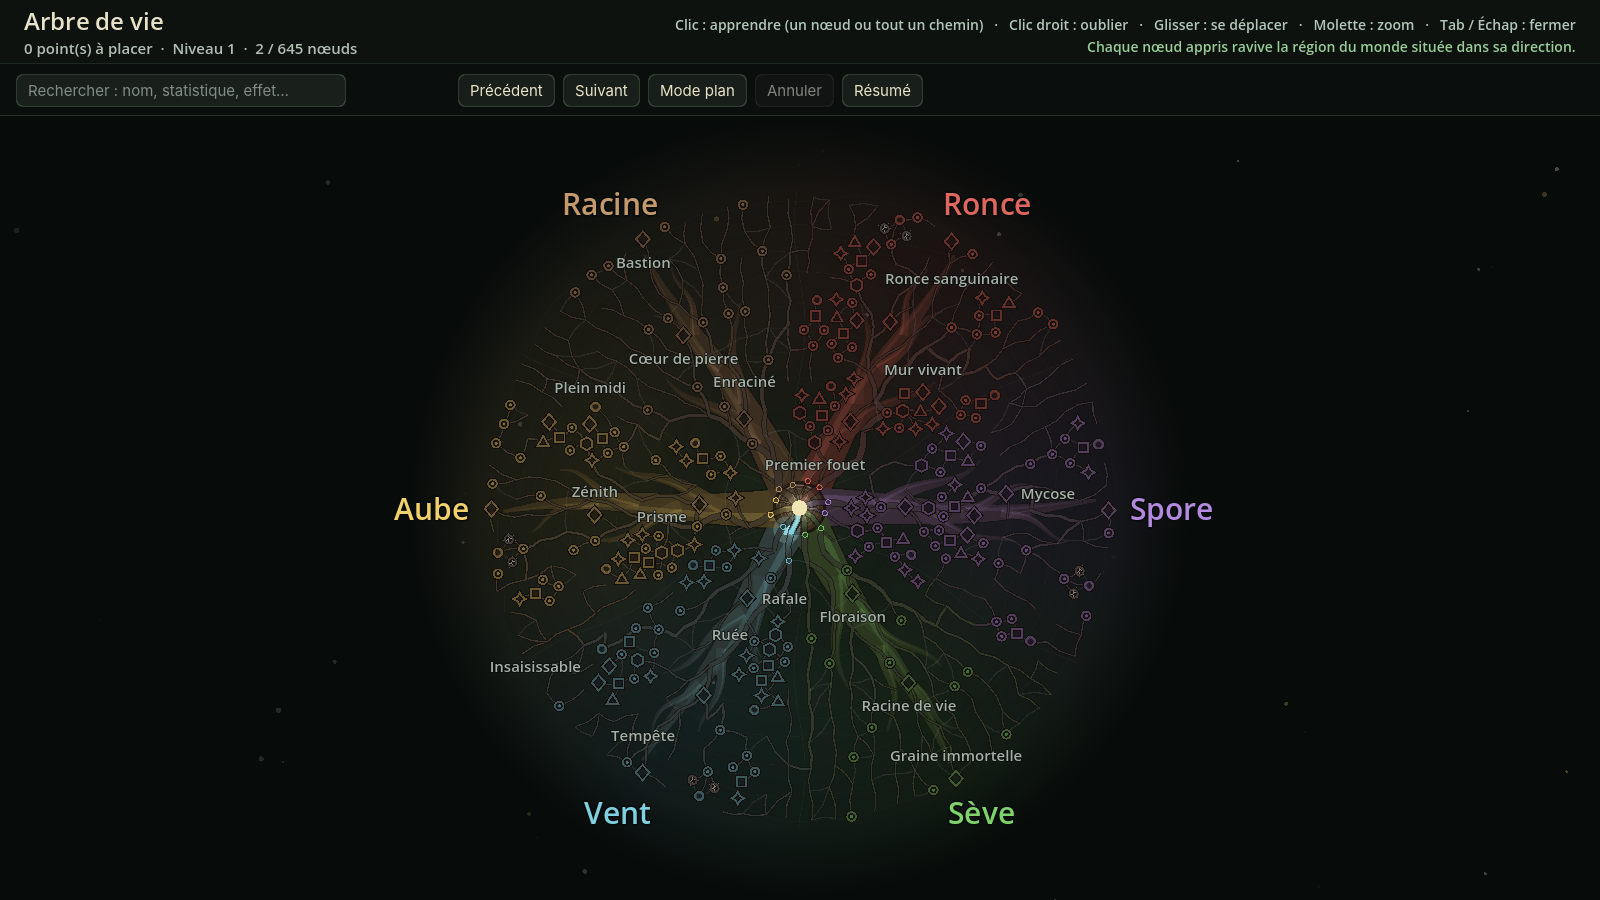 Arbre de vie
0 point(s) à placer · Niveau 1 · 2 / 645 nœuds
Clic : apprendre (un nœud ou tout un chemin) · Clic droit : oublier · Glisser : se déplacer · Molette : zoom · Tab / Échap : fermer
Chaque nœud appris ravive la région du monde située dans sa direction.
Rechercher : nom, statistique, effet...
Précédent
Suivant
Mode plan
Annuler
Résumé
Racine
Ronce
Bastion
Ronce sanguinaire
Cœur de pierre
Mur vivant
Enraciné
Plein midi
Premier fouet
Zénith
Mycose
Aube
Prisme
Spore
Rafale
Floraison
Ruée
Insaisissable
Racine de vie
Tempête
Graine immortelle
Vent
Sève